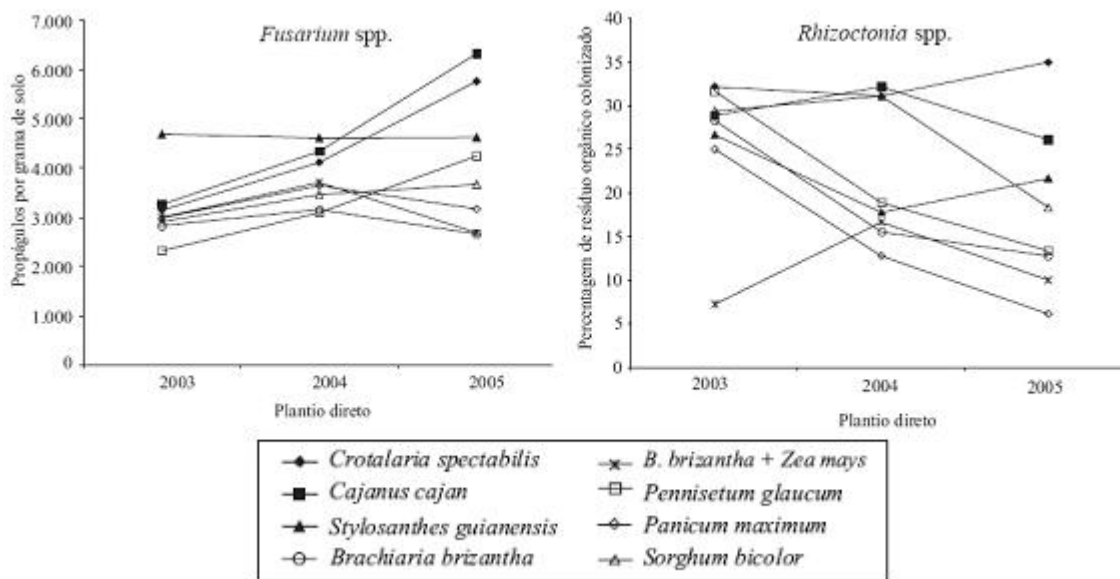 Fusarium spp.
Propágulos por grama de solo
7.000
6.000
5.000
4.000
3.000
2.000
1.000
0
2003 2004 2005
Plantio direto
Rhizoctonia spp.
Percentagem de resíduo orgânico colonizado
40
35
30
25
20
15
10
5
0
2003 2004 2005
Plantio direto
Crotalaria spectabilis
Cajanus cajan
Stylosanthes guianensis
Brachiaria brizantha
B. brizantha + Zea mays
Pennisetum glaucum
Panicum maximum
Sorghum bicolor